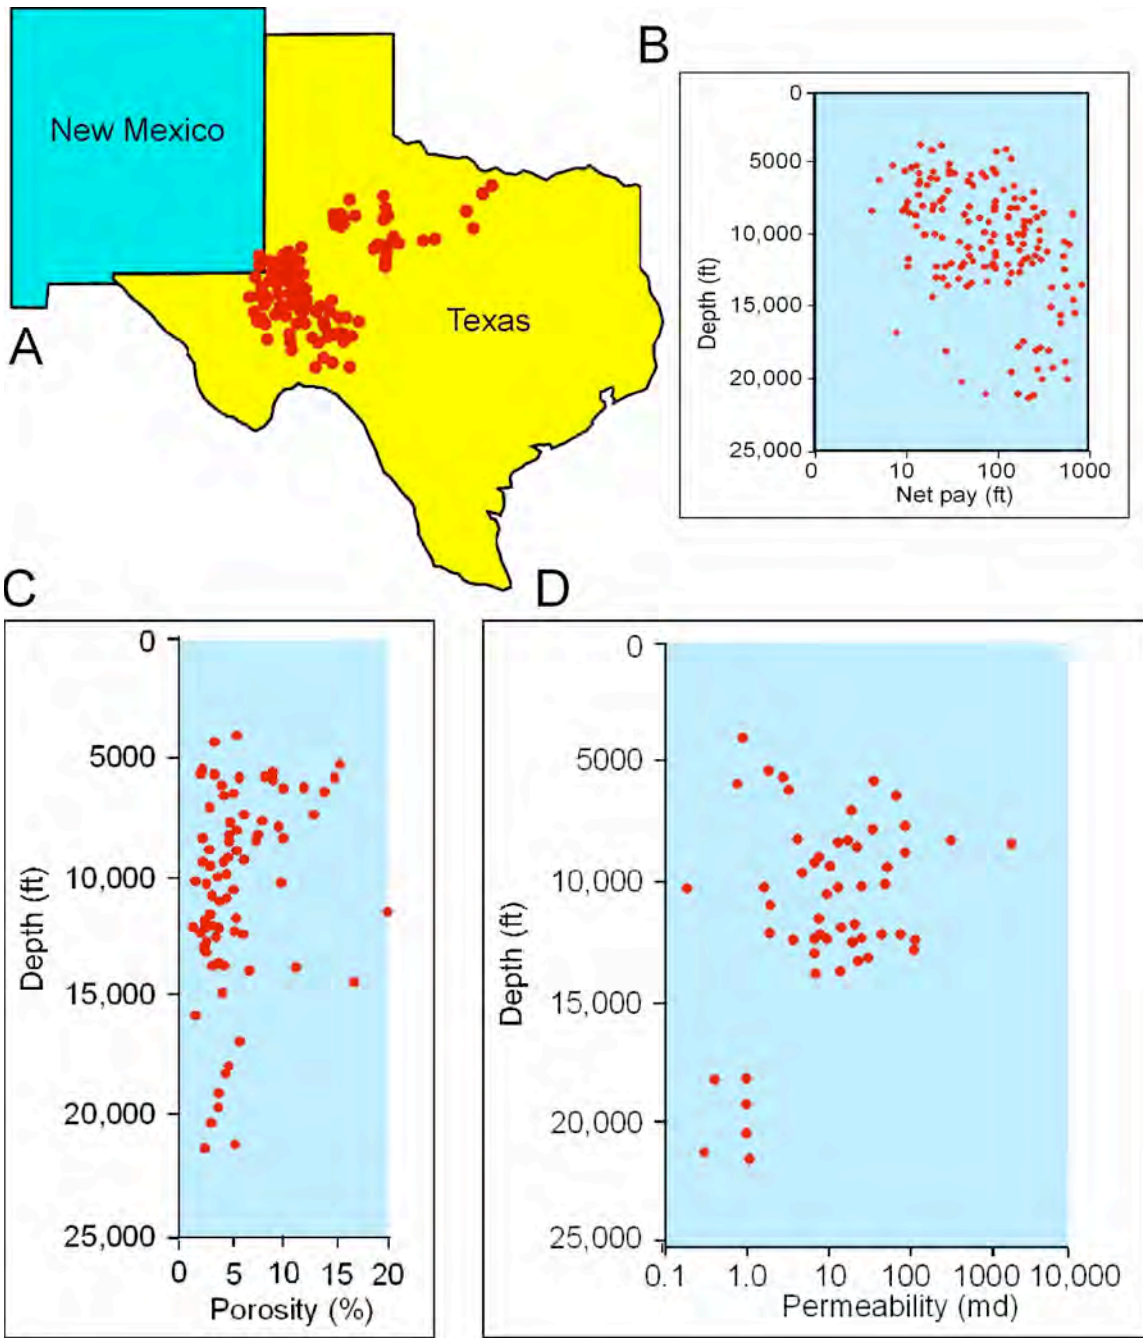 New Mexico
Texas
A
B
0
5000
10,000
15,000
20,000
25,000
Depth (ft)
0 10 100 1000
Net pay (ft)
C
0
5000
10,000
15,000
20,000
25,000
Depth (ft)
0 5 10 15 20
Porosity (%)
D
0
5000
10,000
15,000
20,000
25,000
Depth (ft)
0.1 1.0 10 100 1000 10,000
Permeability (md)